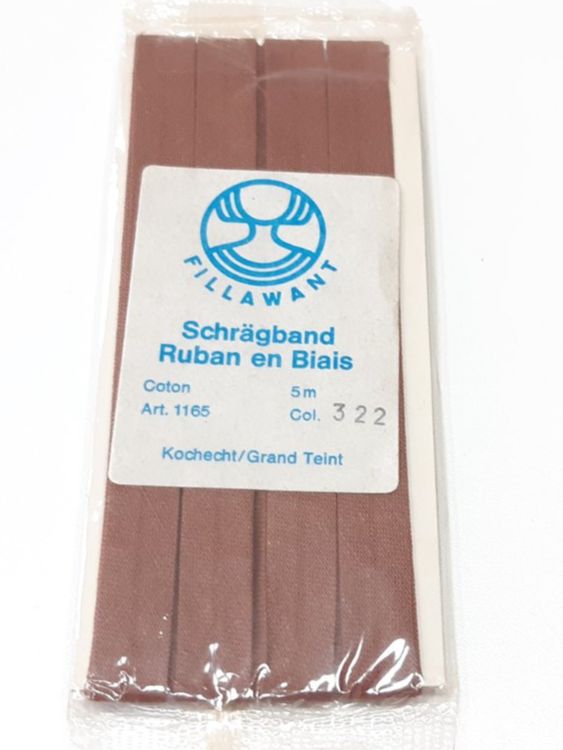 FILLAWANT
Schrägband
Ruban en Biais
Coton 5m
Art. 1165 Col. 322
Kochecht/Grand Teint